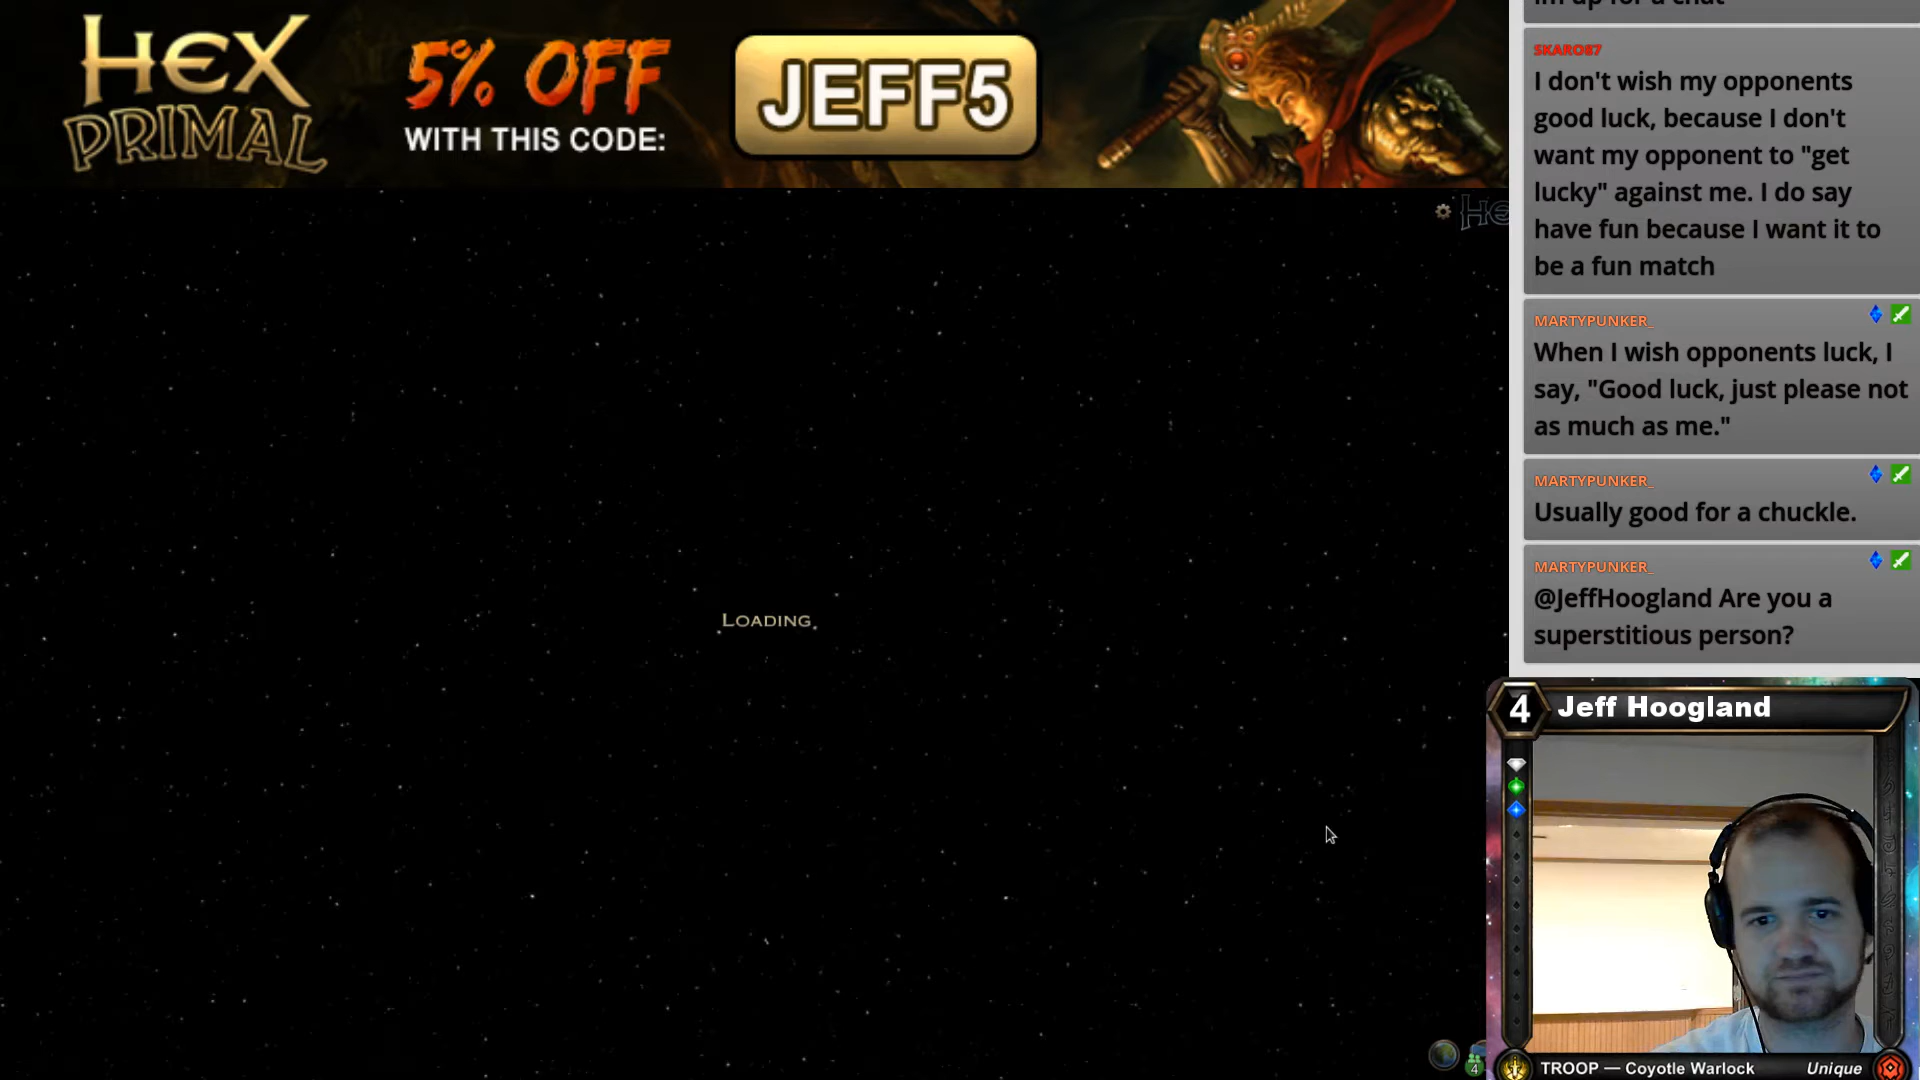 HEX
PRIMAL
5% OFF
WITH THIS CODE:
JEFF5
LOADING.
SKARO87
I don't wish my opponents
good luck, because I don't
want my opponent to "get
lucky" against me. I do say
have fun because I want it to
be a fun match
MARTYPUNKER_
When I wish opponents luck, I
say, "Good luck, just please not
as much as me."
MARTYPUNKER_
Usually good for a chuckle.
MARTYPUNKER_
@JeffHoogland Are you a
superstitious person?
4 Jeff Hoogland
4
TROOP — Coyotle Warlock Unique